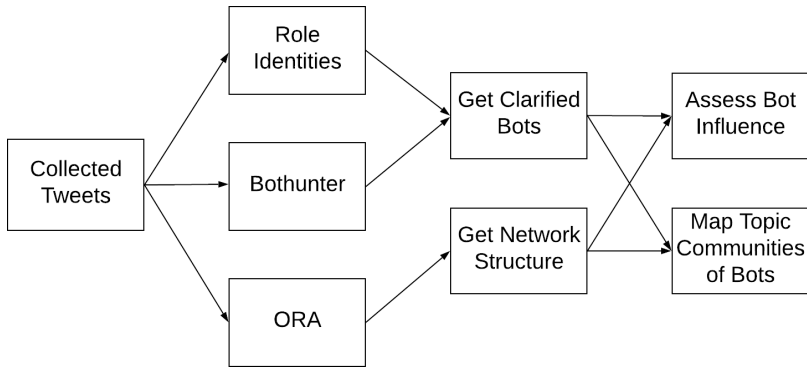 Collected
Tweets
Role
Identities
Bothunter
ORA
Get Clarified
Bots
Get Network
Structure
Assess Bot
Influence
Map Topic
Communities
of Bots